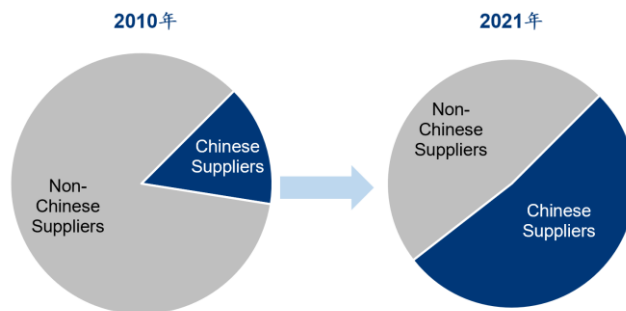 2010年
2021年
Non-
Chinese
Suppliers
Chinese
Suppliers
Non-
Chinese
Suppliers
Chinese
Suppliers